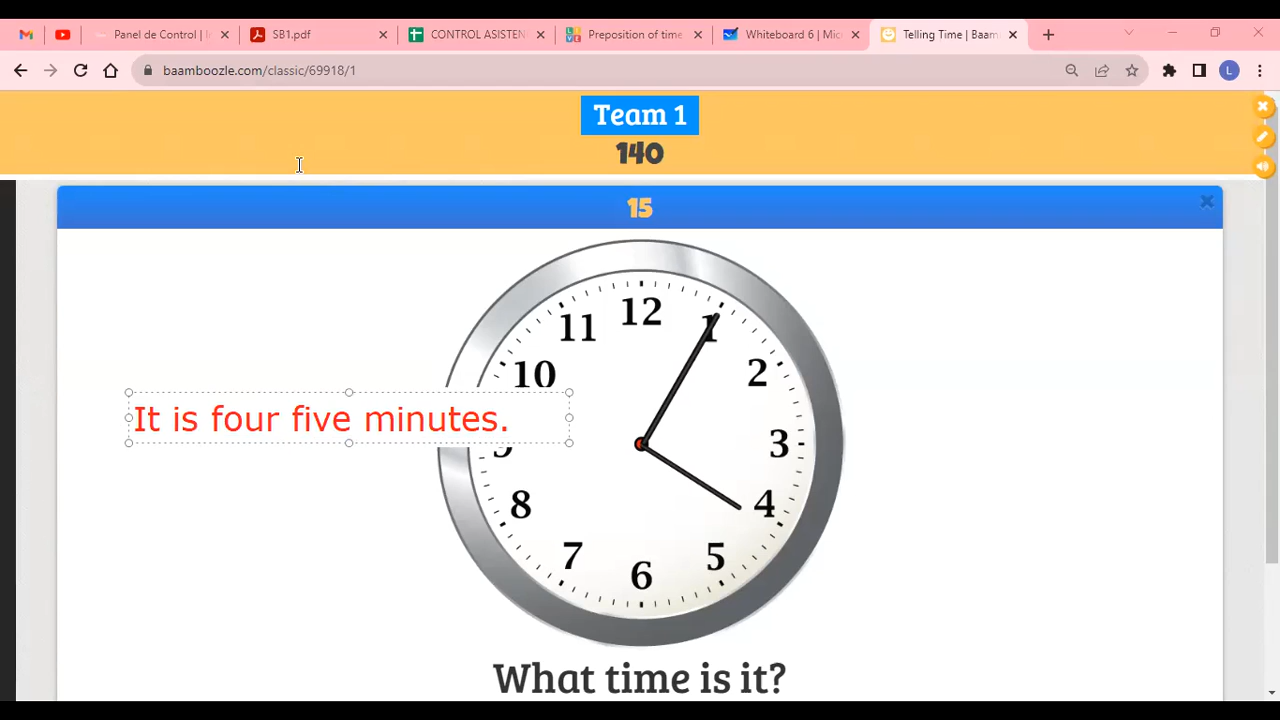 Panel de Control | I
SB1.pdf
CONTROL ASISTEN
Preposition of time
Whiteboard 6 | Mic
Telling Time | Baam
baamboozle.com/classic/69918/1
L
Team 1
140
15
12
11 1
10 2
It is four five minutes.
3
8 4
7 5
6
What time is it?